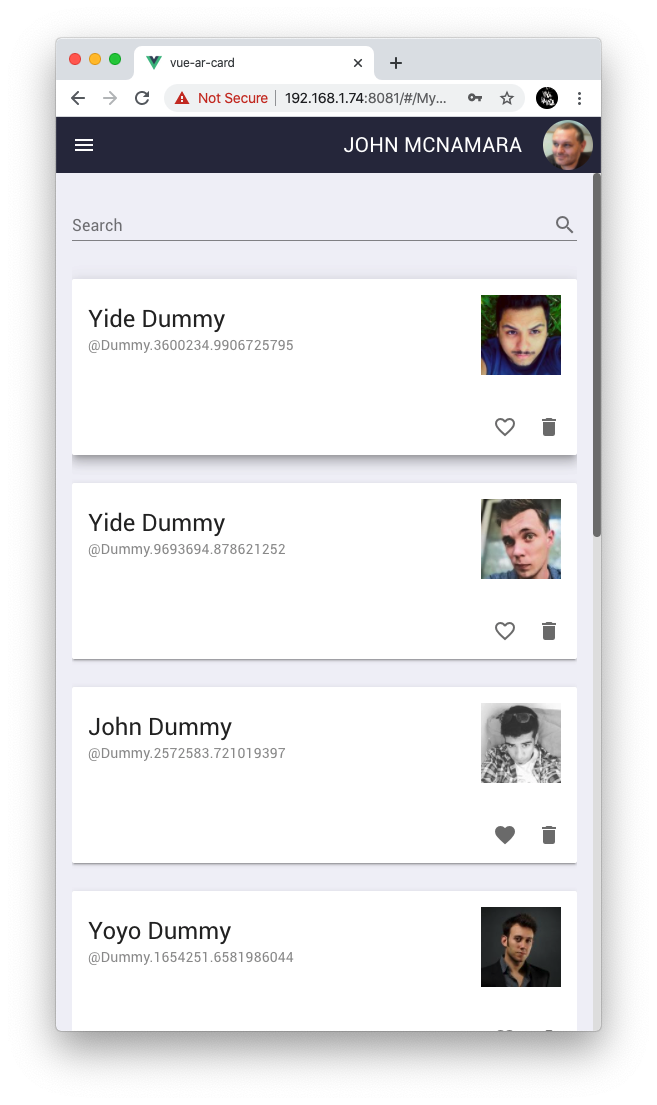 vue-ar-card
Not Secure 192.168.1.74:8081/#/My...
JOHN MCNAMARA
Search
Yide Dummy
@Dummy.3600234.9906725795
Yide Dummy
@Dummy.9693694.878621252
John Dummy
@Dummy.2572583.721019397
Yoyo Dummy
@Dummy.1654251.6581986044